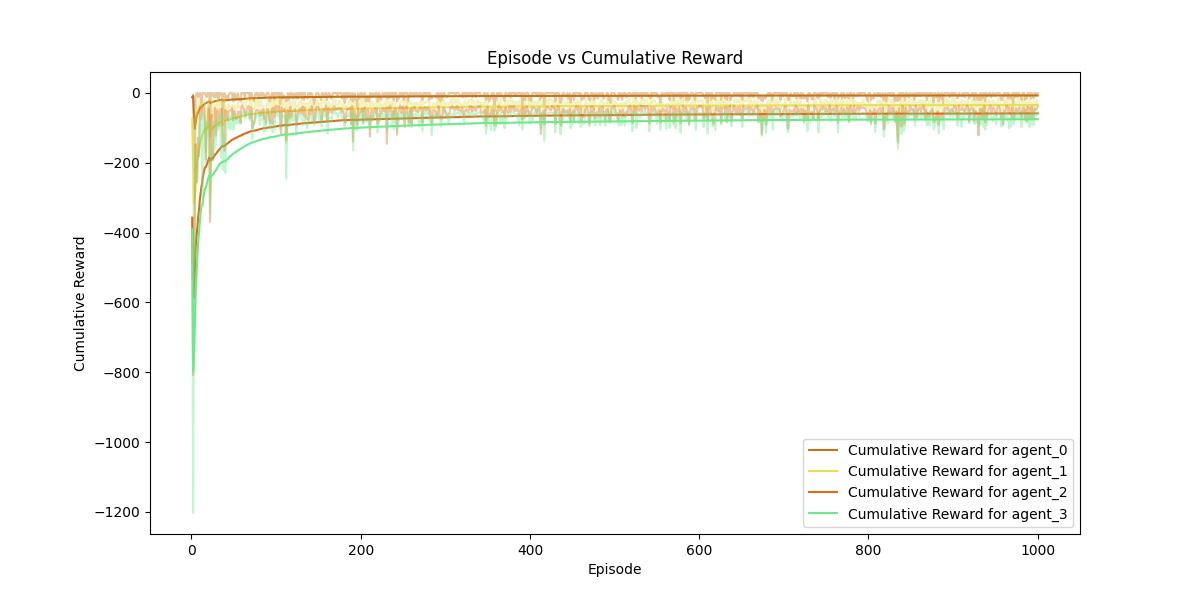 Episode vs Cumulative Reward
0
−200
−400
−600
−800
−1000
−1200
Cumulative Reward
0 200 400 600 800 1000
Episode
Cumulative Reward for agent_0
Cumulative Reward for agent_1
Cumulative Reward for agent_2
Cumulative Reward for agent_3